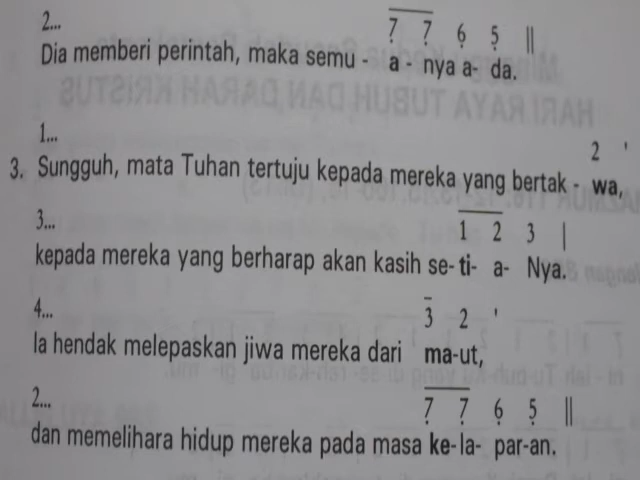 2... 7̣ 7̣ 6 5̣ ||
Dia memberi perintah, maka semu - a - nya a- da.
1... 2 '
3. Sungguh, mata Tuhan tertuju kepada mereka yang bertak - wa,
3... 1 2 3 |
kepada mereka yang berharap akan kasih se-ti- a- Nya.
4... 3 2 '
Ia hendak melepaskan jiwa mereka dari ma-ut,
2... 7̣ 7̣ 6̣ 5̣ ||
dan memelihara hidup mereka pada masa ke-la- par-an.